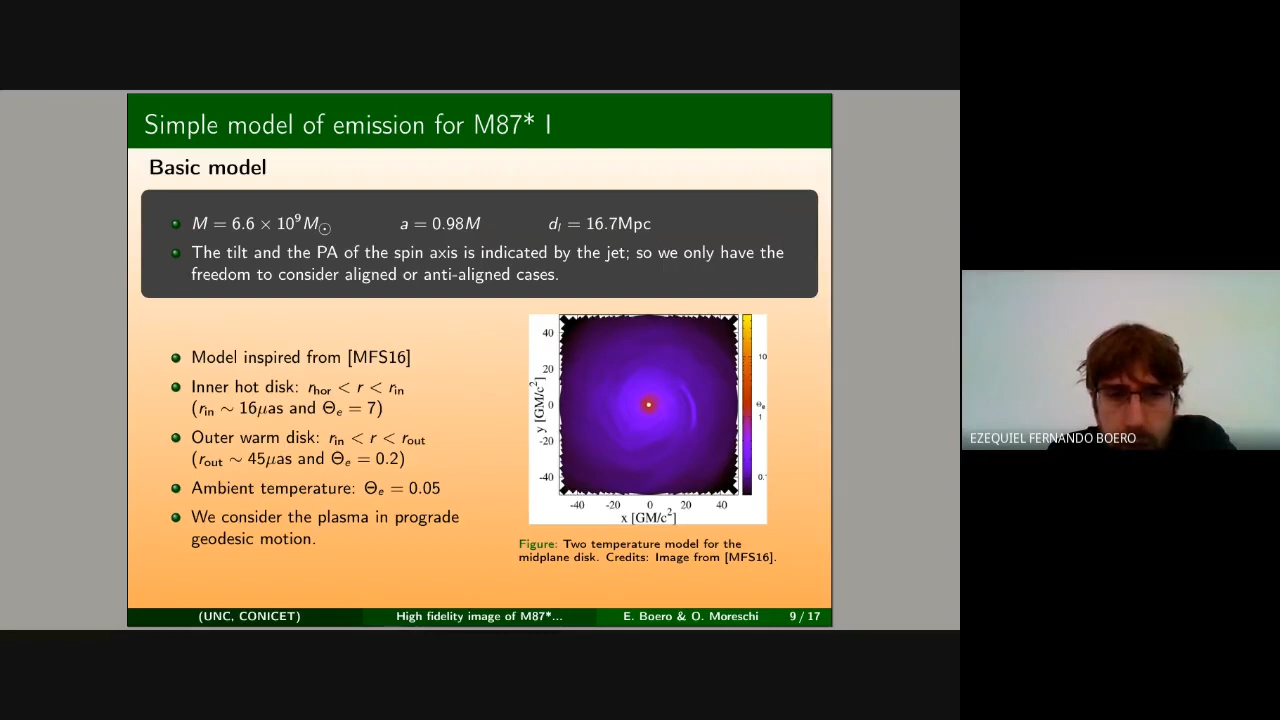 Simple model of emission for M87* I
Basic model
M = 6.6 × 10⁹M☉ a = 0.98M d_l = 16.7Mpc
The tilt and the PA of the spin axis is indicated by the jet; so we only have the
freedom to consider aligned or anti-aligned cases.
Model inspired from [MFS16]
Inner hot disk: r_hor < r < r_in
(r_in ∼ 16μas and Θ_e = 7)
Outer warm disk: r_in < r < r_out
(r_out ∼ 45μas and Θ_e = 0.2)
Ambient temperature: Θ_e = 0.05
We consider the plasma in prograde
geodesic motion.
40
20
0
-20
-40
y [GM/c²]
-40 -20 0 20 40
x [GM/c²]
10
Θ_e
1
0.
Figure: Two temperature model for the
midplane disk. Credits: Image from [MFS16].
(UNC, CONICET) High fidelity image of M87*... E. Boero & O. Moreschi 9 / 17
EZEQUIEL FERNANDO BOERO